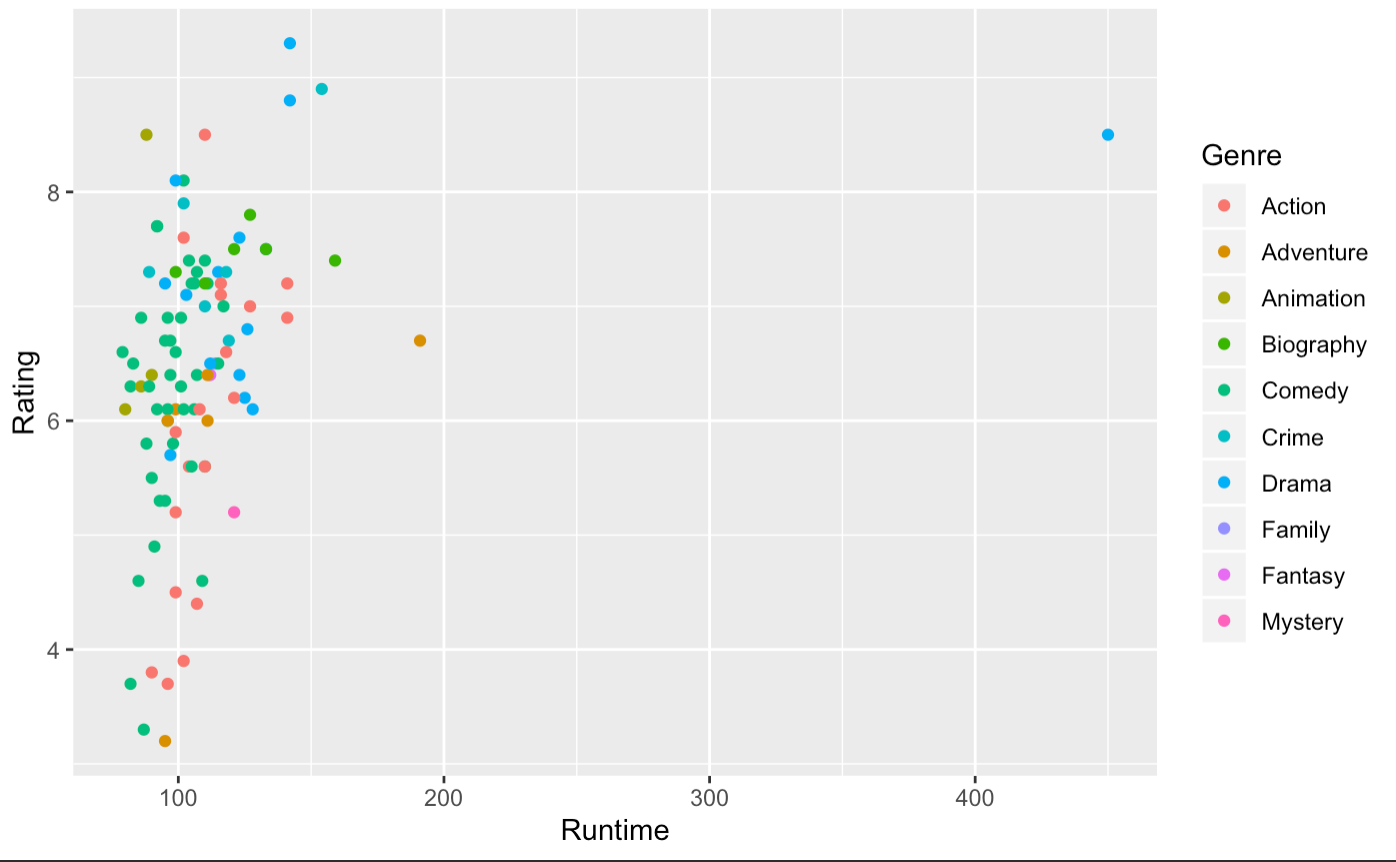 8
6
4
Rating
100 200 300 400
Runtime
Genre
Action
Adventure
Animation
Biography
Comedy
Crime
Drama
Family
Fantasy
Mystery